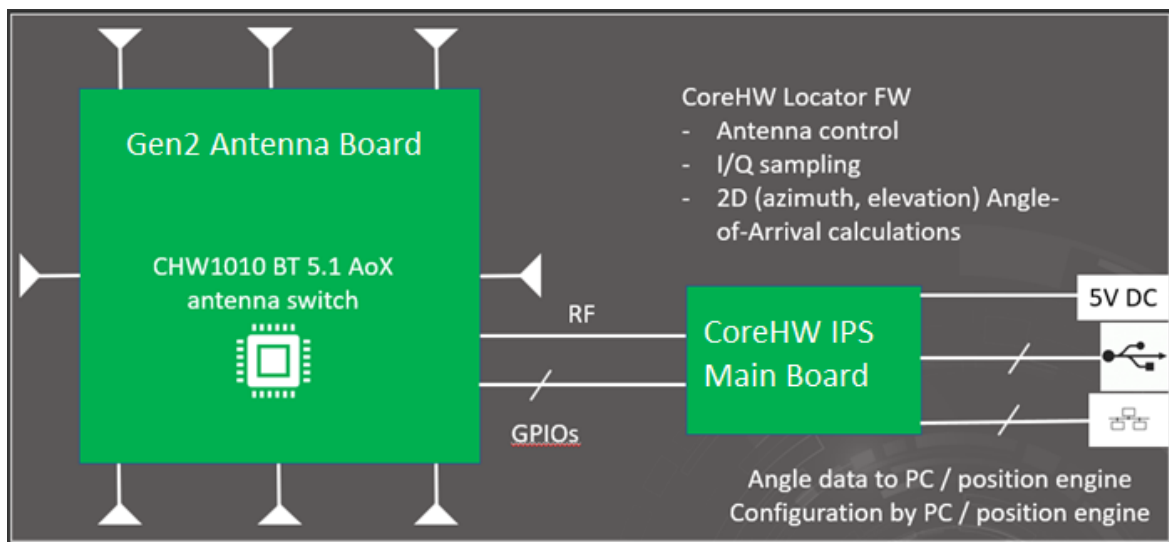 Gen2 Antenna Board
CHW1010 BT 5.1 AoX
antenna switch
RF
GPIOs
CoreHW Locator FW
- Antenna control
- I/Q sampling
- 2D (azimuth, elevation) Angle-
of-Arrival calculations
CoreHW IPS
Main Board
5V DC
Angle data to PC / position engine
Configuration by PC / position engine